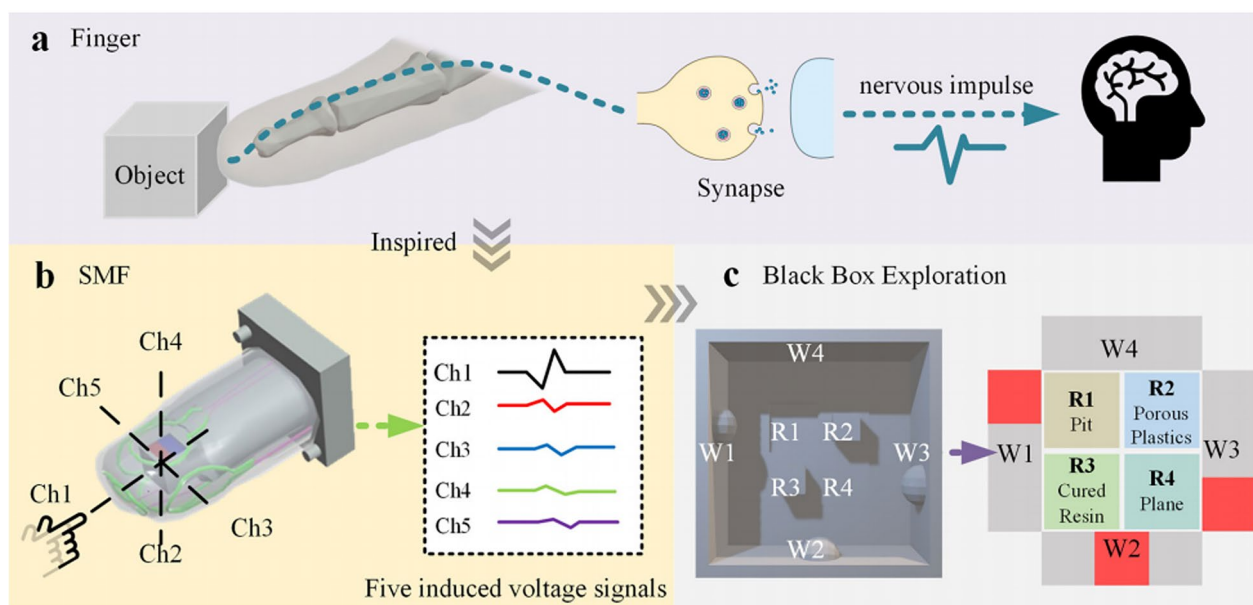 a Finger
Object
Synapse
nervous impulse
Inspired
b SMF
Ch4
Ch5
Ch1
Ch2
Ch3
Ch1
Ch2
Ch3
Ch4
Ch5
Five induced voltage signals
c Black Box Exploration
W4
W1
R1
R2
W3
R3
R4
W2
W4
R1
Pit
R2
Porous
Plastics
W1
W3
R3
Cured
Resin
R4
Plane
W2